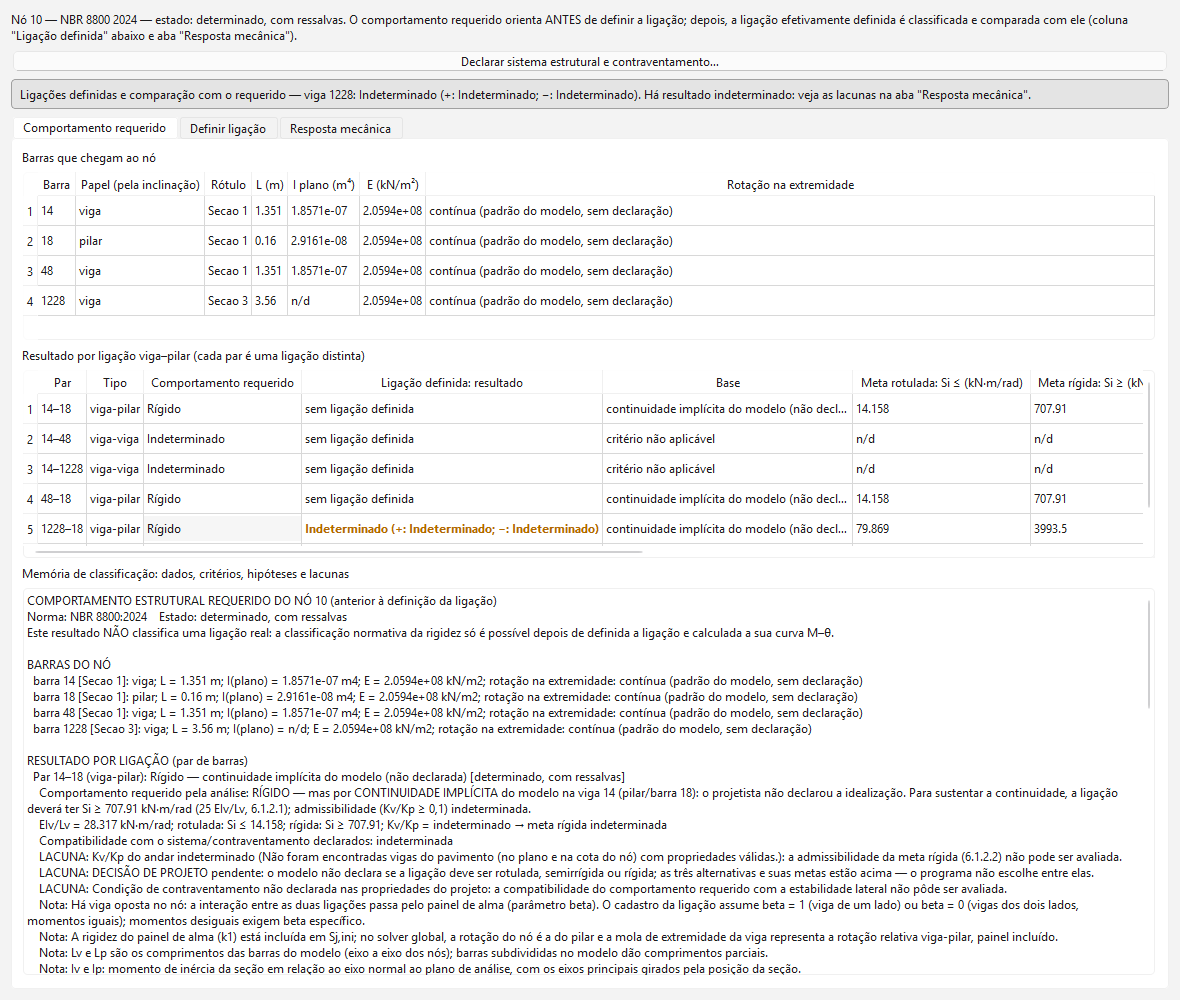 Nó 10 — NBR 8800 2024 — estado: determinado, com ressalvas. O comportamento requerido orienta ANTES de definir a ligação; depois, a ligação efetivamente definida é classificada e comparada com ele (coluna
"Ligação definida" abaixo e aba "Resposta mecânica").
Declarar sistema estrutural e contraventamento...
Ligações definidas e comparação com o requerido — viga 1228: Indeterminado (+: Indeterminado; −: Indeterminado). Há resultado indeterminado: veja as lacunas na aba "Resposta mecânica".
Comportamento requerido Definir ligação Resposta mecânica
Barras que chegam ao nó
Barra Papel (pela inclinação) Rótulo L (m) I plano (m⁴) E (kN/m²) Rotação na extremidade
1 14 viga Secao 1 1.351 1.8571e-07 2.0594e+08 contínua (padrão do modelo, sem declaração)
2 18 pilar Secao 1 0.16 2.9161e-08 2.0594e+08 contínua (padrão do modelo, sem declaração)
3 48 viga Secao 1 1.351 1.8571e-07 2.0594e+08 contínua (padrão do modelo, sem declaração)
4 1228 viga Secao 3 3.56 n/d 2.0594e+08 contínua (padrão do modelo, sem declaração)
Resultado por ligação viga–pilar (cada par é uma ligação distinta)
Par Tipo Comportamento requerido Ligação definida: resultado Base Meta rotulada: Si ≤ (kN·m/rad) Meta rígida: Si ≥ (kN
1 14–18 viga-pilar Rígido sem ligação definida continuidade implícita do modelo (não decl... 14.158 707.91
2 14–48 viga-viga Indeterminado sem ligação definida critério não aplicável n/d n/d
3 14–1228 viga-viga Indeterminado sem ligação definida critério não aplicável n/d n/d
4 48–18 viga-pilar Rígido sem ligação definida continuidade implícita do modelo (não decl... 14.158 707.91
5 1228–18 viga-pilar Rígido Indeterminado (+: Indeterminado; −: Indeterminado) continuidade implícita do modelo (não decl... 79.869 3993.5
Memória de classificação: dados, critérios, hipóteses e lacunas
COMPORTAMENTO ESTRUTURAL REQUERIDO DO NÓ 10 (anterior à definição da ligação)
Norma: NBR 8800:2024 Estado: determinado, com ressalvas
Este resultado NÃO classifica uma ligação real: a classificação normativa da rigidez só é possível depois de definida a ligação e calculada a sua curva M–θ.
BARRAS DO NÓ
barra 14 [Secao 1]: viga; L = 1.351 m; I(plano) = 1.8571e-07 m4; E = 2.0594e+08 kN/m2; rotação na extremidade: contínua (padrão do modelo, sem declaração)
barra 18 [Secao 1]: pilar; L = 0.16 m; I(plano) = 2.9161e-08 m4; E = 2.0594e+08 kN/m2; rotação na extremidade: contínua (padrão do modelo, sem declaração)
barra 48 [Secao 1]: viga; L = 1.351 m; I(plano) = 1.8571e-07 m4; E = 2.0594e+08 kN/m2; rotação na extremidade: contínua (padrão do modelo, sem declaração)
barra 1228 [Secao 3]: viga; L = 3.56 m; I(plano) = n/d; E = 2.0594e+08 kN/m2; rotação na extremidade: contínua (padrão do modelo, sem declaração)
RESULTADO POR LIGAÇÃO (par de barras)
Par 14–18 (viga-pilar): Rígido — continuidade implícita do modelo (não declarada) [determinado, com ressalvas]
Comportamento requerido pela análise: RÍGIDO — mas por CONTINUIDADE IMPLÍCITA do modelo na viga 14 (pilar/barra 18): o projetista não declarou a idealização. Para sustentar a continuidade, a ligação
deverá ter Si ≥ 707.91 kN·m/rad (25 EIv/Lv, 6.1.2.1); admissibilidade (Kv/Kp ≥ 0,1) indeterminada.
EIv/Lv = 28.317 kN·m/rad; rotulada: Si ≤ 14.158; rígida: Si ≥ 707.91; Kv/Kp = indeterminado → meta rígida indeterminada
Compatibilidade com o sistema/contraventamento declarados: indeterminada
LACUNA: Kv/Kp do andar indeterminado (Não foram encontradas vigas do pavimento (no plano e na cota do nó) com propriedades válidas.): a admissibilidade da meta rígida (6.1.2.2) não pode ser avaliada.
LACUNA: DECISÃO DE PROJETO pendente: o modelo não declara se a ligação deve ser rotulada, semirrígida ou rígida; as três alternativas e suas metas estão acima — o programa não escolhe entre elas.
LACUNA: Condição de contraventamento não declarada nas propriedades do projeto: a compatibilidade do comportamento requerido com a estabilidade lateral não pôde ser avaliada.
Nota: Há viga oposta no nó: a interação entre as duas ligações passa pelo painel de alma (parâmetro beta). O cadastro da ligação assume beta = 1 (viga de um lado) ou beta = 0 (vigas dos dois lados,
momentos iguais); momentos desiguais exigem beta específico.
Nota: A rigidez do painel de alma (k1) está incluída em Sj,ini; no solver global, a rotação do nó é a do pilar e a mola de extremidade da viga representa a rotação relativa viga-pilar, painel incluído.
Nota: Lv e Lp são os comprimentos das barras do modelo (eixo a eixo dos nós); barras subdivididas no modelo dão comprimentos parciais.
Nota: Iv e Ip: momento de inércia da seção em relação ao eixo normal ao plano de análise, com os eixos principais girados pela posição da seção.